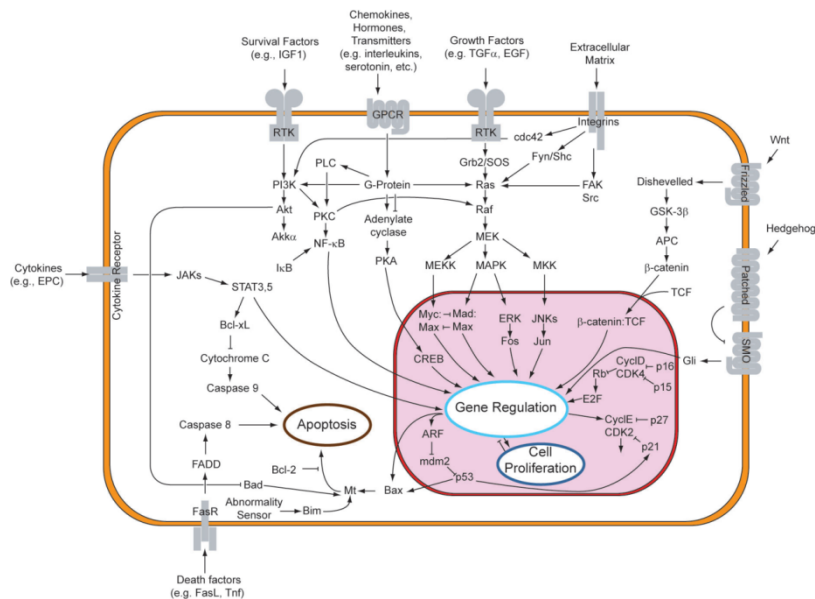 Chemokines,
Hormones,
Transmitters
(e.g. interleukins,
serotonin, etc.)
Survival Factors
(e.g., IGF1)
Growth Factors
(e.g. TGFα, EGF)
Extracellular
Matrix
RTK
GPCR
RTK
Integrins
cdc42
Wnt
Frizzled
PLC
Grb2/SOS
Fyn/Shc
PI3K
G-Protein
Ras
FAK
Src
Dishevelled
Akt
PKC
Adenylate
cyclase
Raf
GSK-3β
Akkα
NF-κB
MEK
APC
Hedgehog
IκB
PKA
MEKK
MAPK
MKK
β-catenin
Patched
Cytokines
(e.g., EPC)
Cytokine Receptor
JAKs
STAT3,5
TCF
Myc:
Max
Mad:
Max
ERK
Fos
JNKs
Jun
β-catenin:TCF
Bcl-xL
CREB
SMO
Gli
Cytochrome C
CyclD
CDK4
p16
p15
Rb
E2F
Caspase 9
Gene Regulation
CyclE
CDK2
p27
p21
Caspase 8
Apoptosis
ARF
Cell
Proliferation
FADD
Bcl-2
mdm2
p53
Bad
Mt
Bax
FasR
Abnormality
Sensor
Bim
Death factors
(e.g. FasL, Tnf)